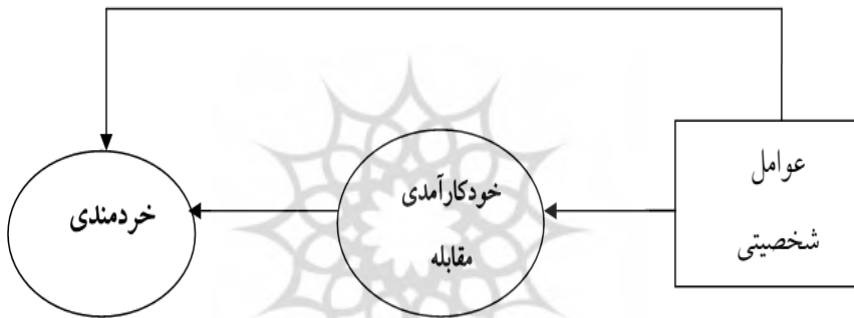 عوامل
شخصیتی
خودکارآمدی
مقابله
خردمندی